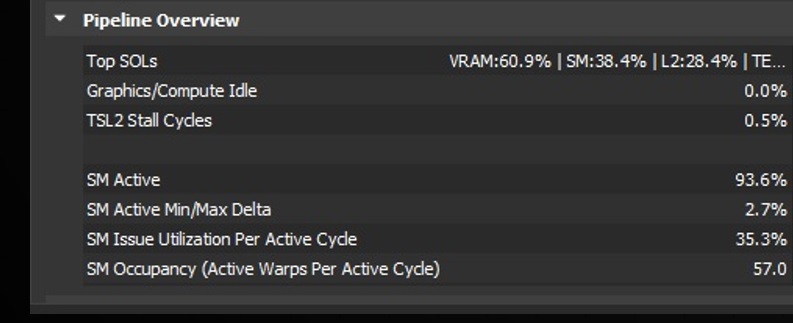 Pipeline Overview
Top SOLs VRAM:60.9% | SM:38.4% | L2:28.4% | TE...
Graphics/Compute Idle 0.0%
TSL2 Stall Cycles 0.5%
SM Active 93.6%
SM Active Min/Max Delta 2.7%
SM Issue Utilization Per Active Cycle 35.3%
SM Occupancy (Active Warps Per Active Cycle) 57.0